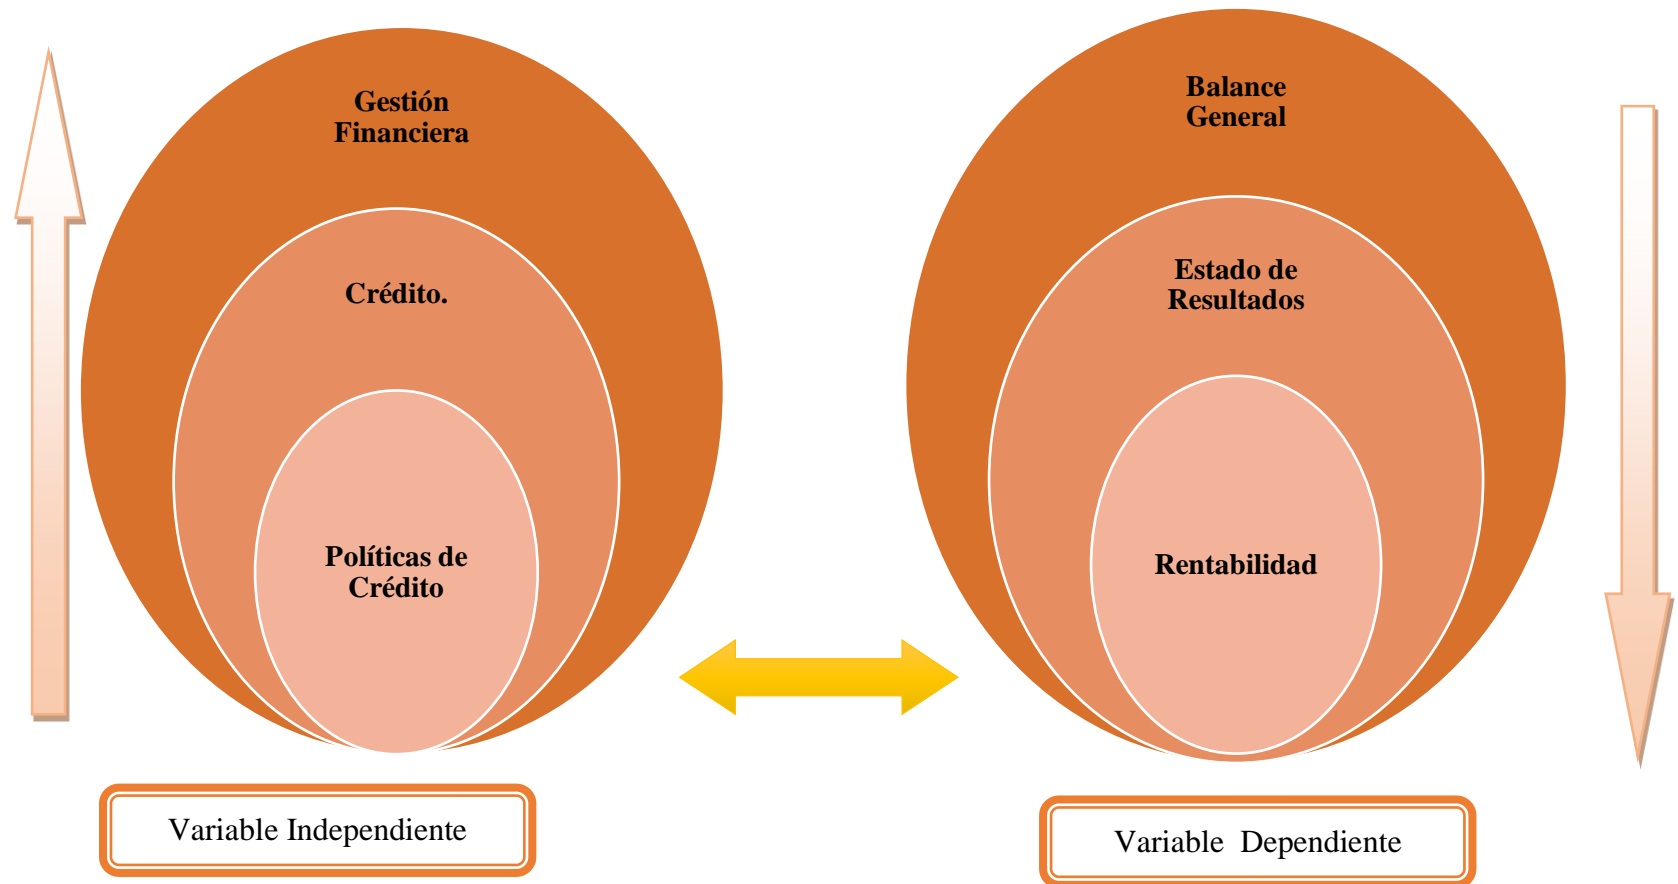 Gestión
Financiera
Crédito.
Políticas de
Crédito
Variable Independiente
Balance
General
Estado de
Resultados
Rentabilidad
Variable  Dependiente